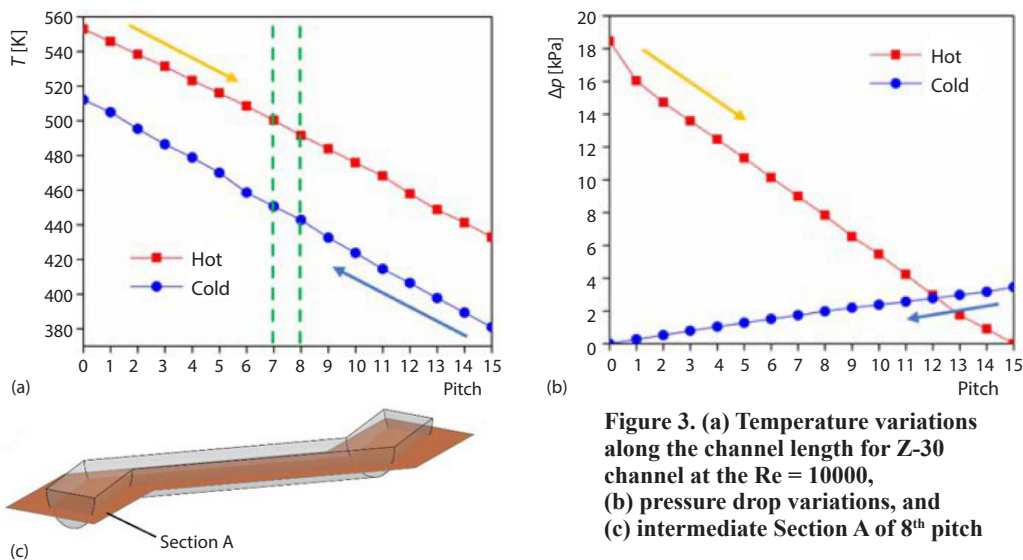 T [K]
560
540
520
500
480
460
440
420
400
380
Hot
Cold
0 1 2 3 4 5 6 7 8 9 10 11 12 13 14 15
Pitch
(a)
Δp [kPa]
20
18
16
14
12
10
8
6
4
2
0
Hot
Cold
0 1 2 3 4 5 6 7 8 9 10 11 12 13 14 15
Pitch
(b)
Section A
(c)
Figure 3. (a) Temperature variations
along the channel length for Z-30
channel at the Re = 10000,
(b) pressure drop variations, and
(c) intermediate Section A of 8th pitch